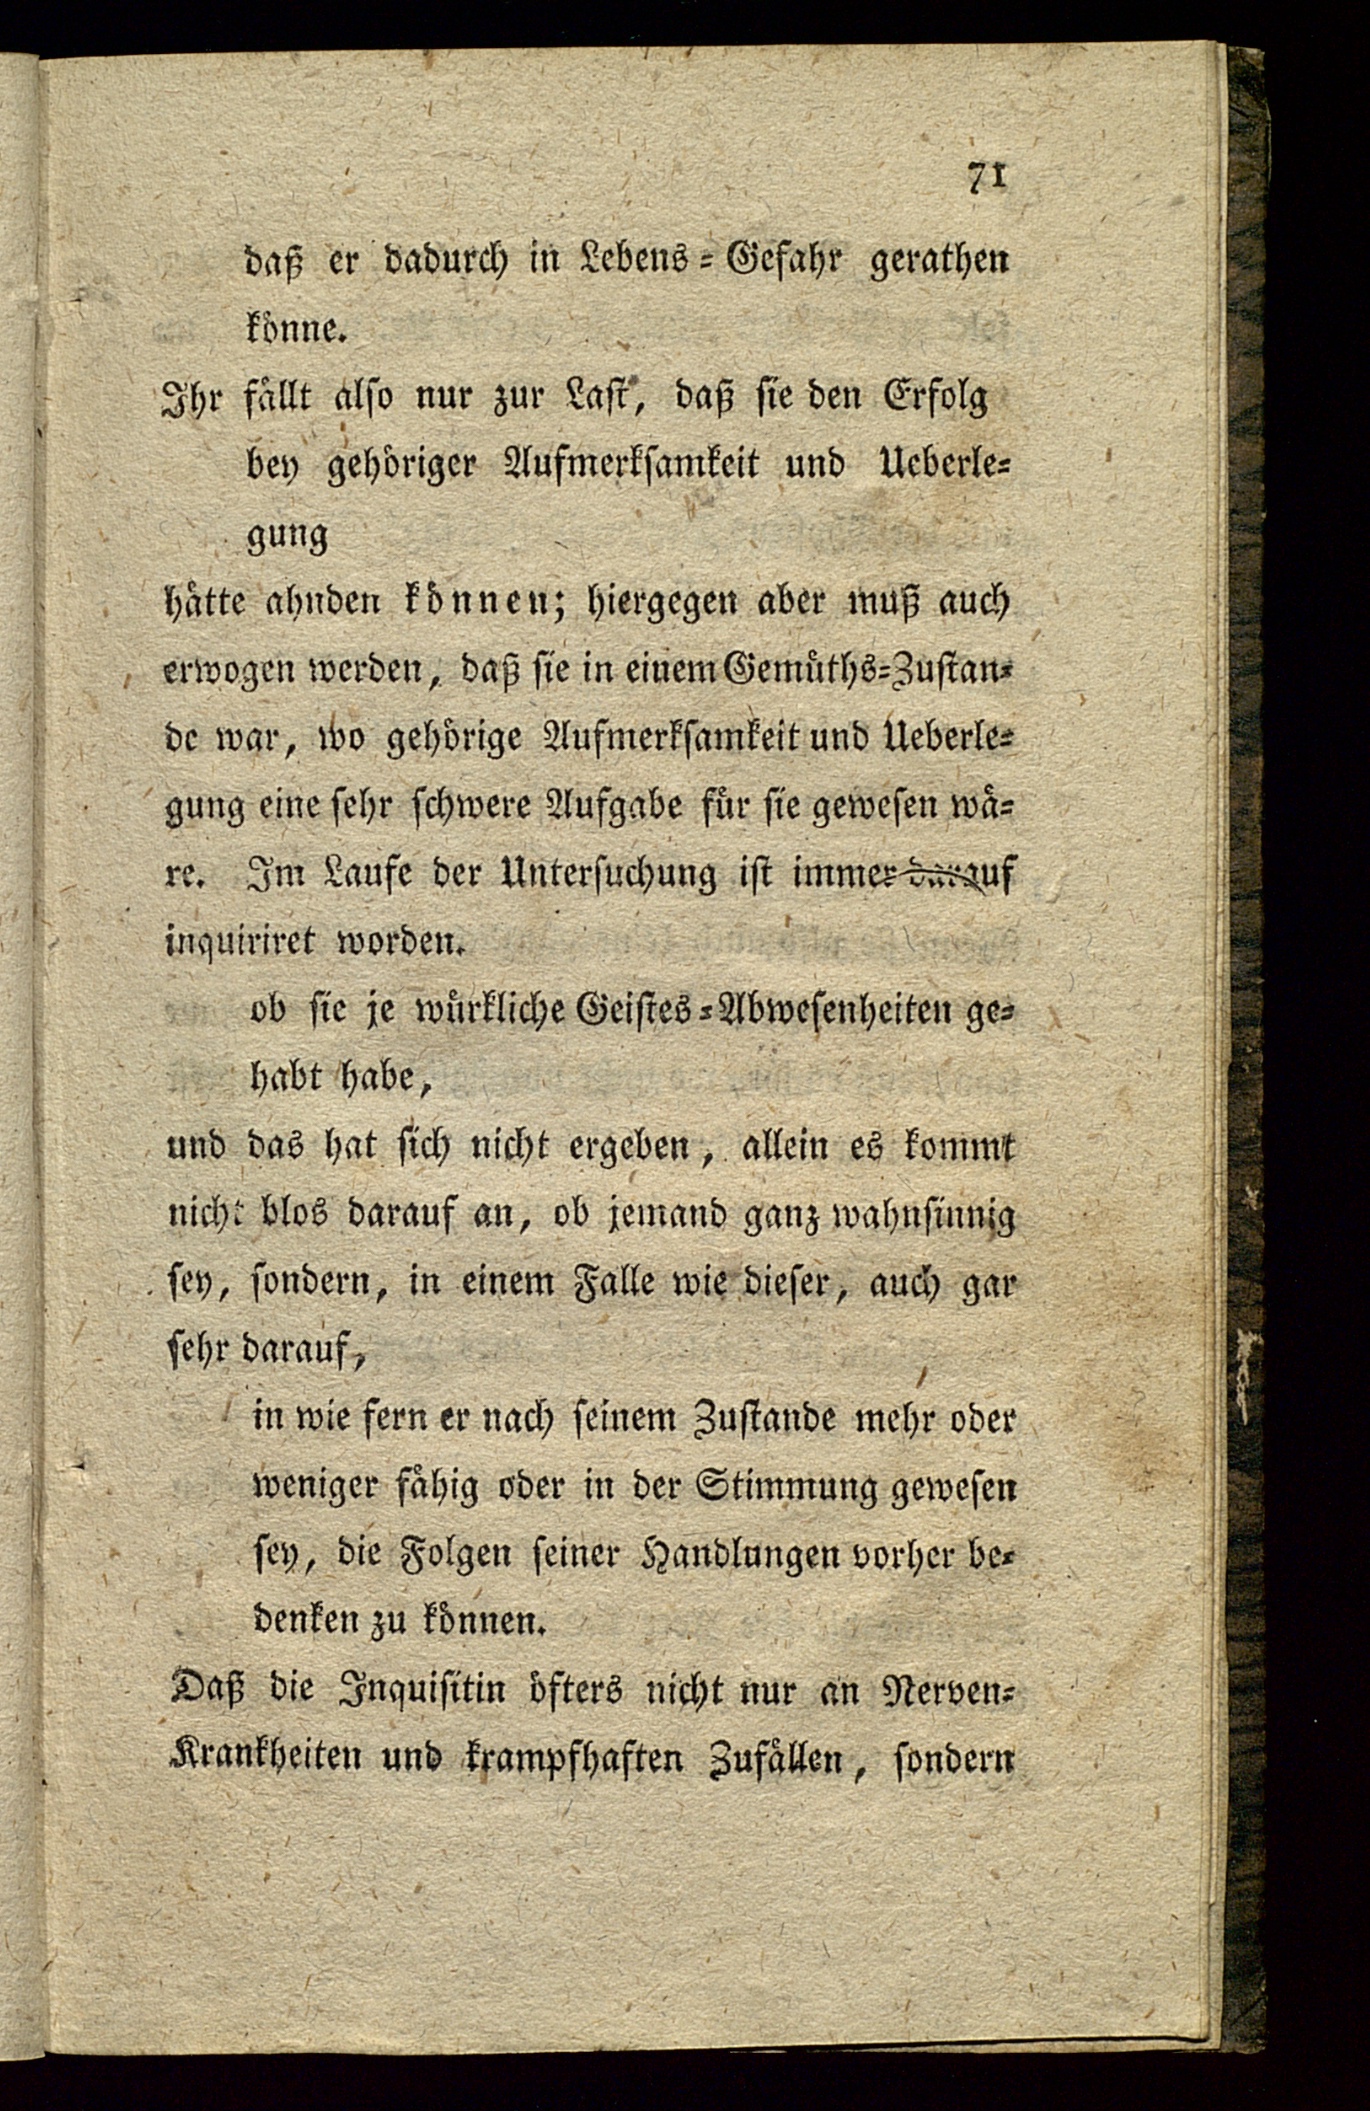 71
daß er dadurch in Lebens=Gefahr gerathen
könne.
Ihr fällt also nur zur Last, daß sie den Erfolg
bey gehöriger Aufmerksamkeit und Ueberle=
gung
hätte ahnden können; hiergegen aber muß auch
erwogen werden, daß sie in einem Gemüths=Zustan=
de war, wo gehörige Aufmerksamkeit und Ueberle=
gung eine sehr schwere Aufgabe für sie gewesen wä=
re. Im Laufe der Untersuchung ist immer darauf
inquiriret worden.
ob sie je würkliche Geistes=Abwesenheiten ge=
habt habe,
und das hat sich nicht ergeben, allein es kommt
nicht blos darauf an, ob jemand ganz wahnsinnig
sey, sondern, in einem Falle wie dieser, auch gar
sehr darauf,
in wie fern er nach seinem Zustande mehr oder
weniger fähig oder in der Stimmung gewesen
sey, die Folgen seiner Handlungen vorher be=
denken zu können.
Daß die Inquisitin öfters nicht nur an Nerven=
Krankheiten und krampfhaften Zufällen, sondern